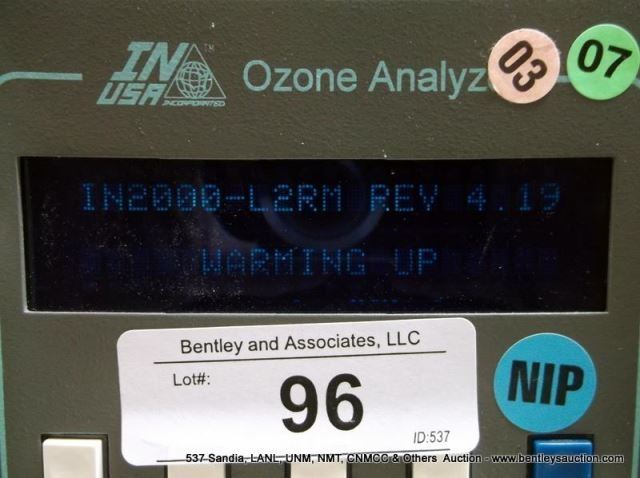 IN
USA
INCORPORATED
TM
Ozone Analyz
03
07
IN2000-L2RM REV 4.19
WARMING UP
Bentley and Associates, LLC
Lot#:
96
ID:537
NIP
537 Sandia, LANL, UNM, NMT, CNMCC & Others Auction - www.bentleysauction.com